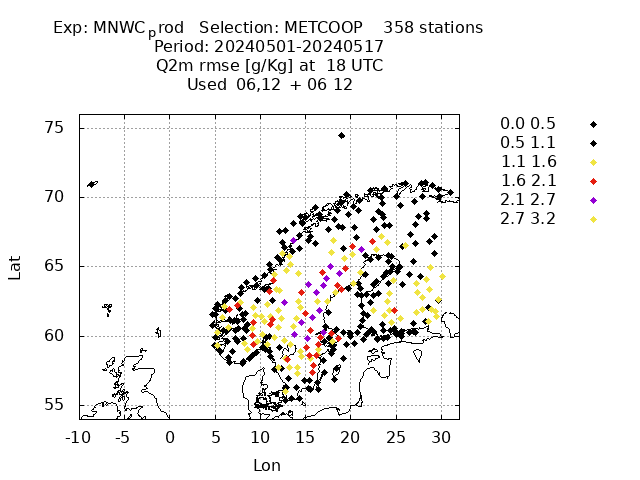 Exp: MNWCprod Selection: METCOOP 358 stations
Period: 20240501-20240517
Q2m rmse [g/Kg] at 18 UTC
Used 06,12 + 06 12
0.0 0.5
0.5 1.1
1.1 1.6
1.6 2.1
2.1 2.7
2.7 3.2
75
70
65
60
55
Lat
-10 -5 0 5 10 15 20 25 30
Lon